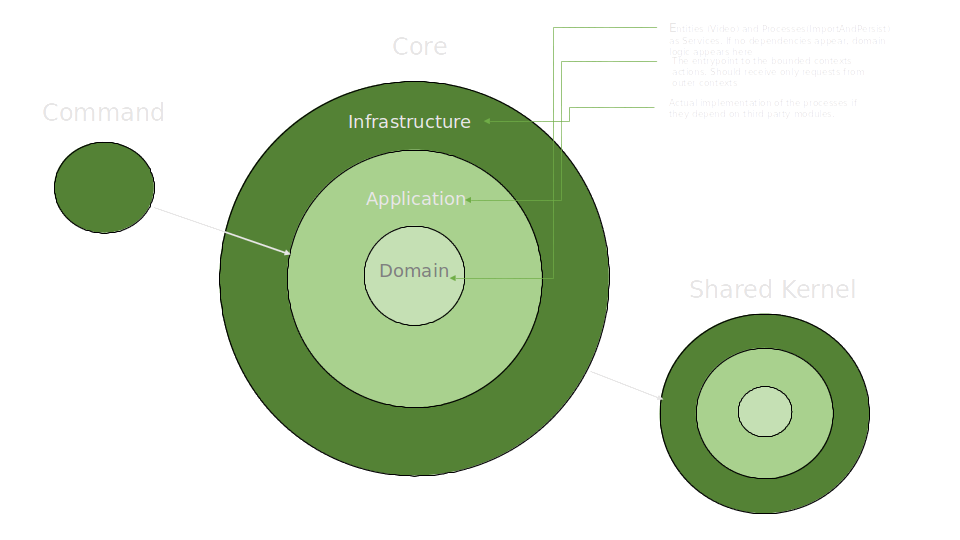 Core
Entities (Video) and Processes(ImportAndPersist)
as Services. If no dependencies appear, domain
logic appears here
The entrypoint to the bounded contexts
actions. Should receive only requests from
outer contexts
Command
Actual implementation of the processes if
they depend on third party modules.
Infrastructure
Application
Domain
Shared Kernel